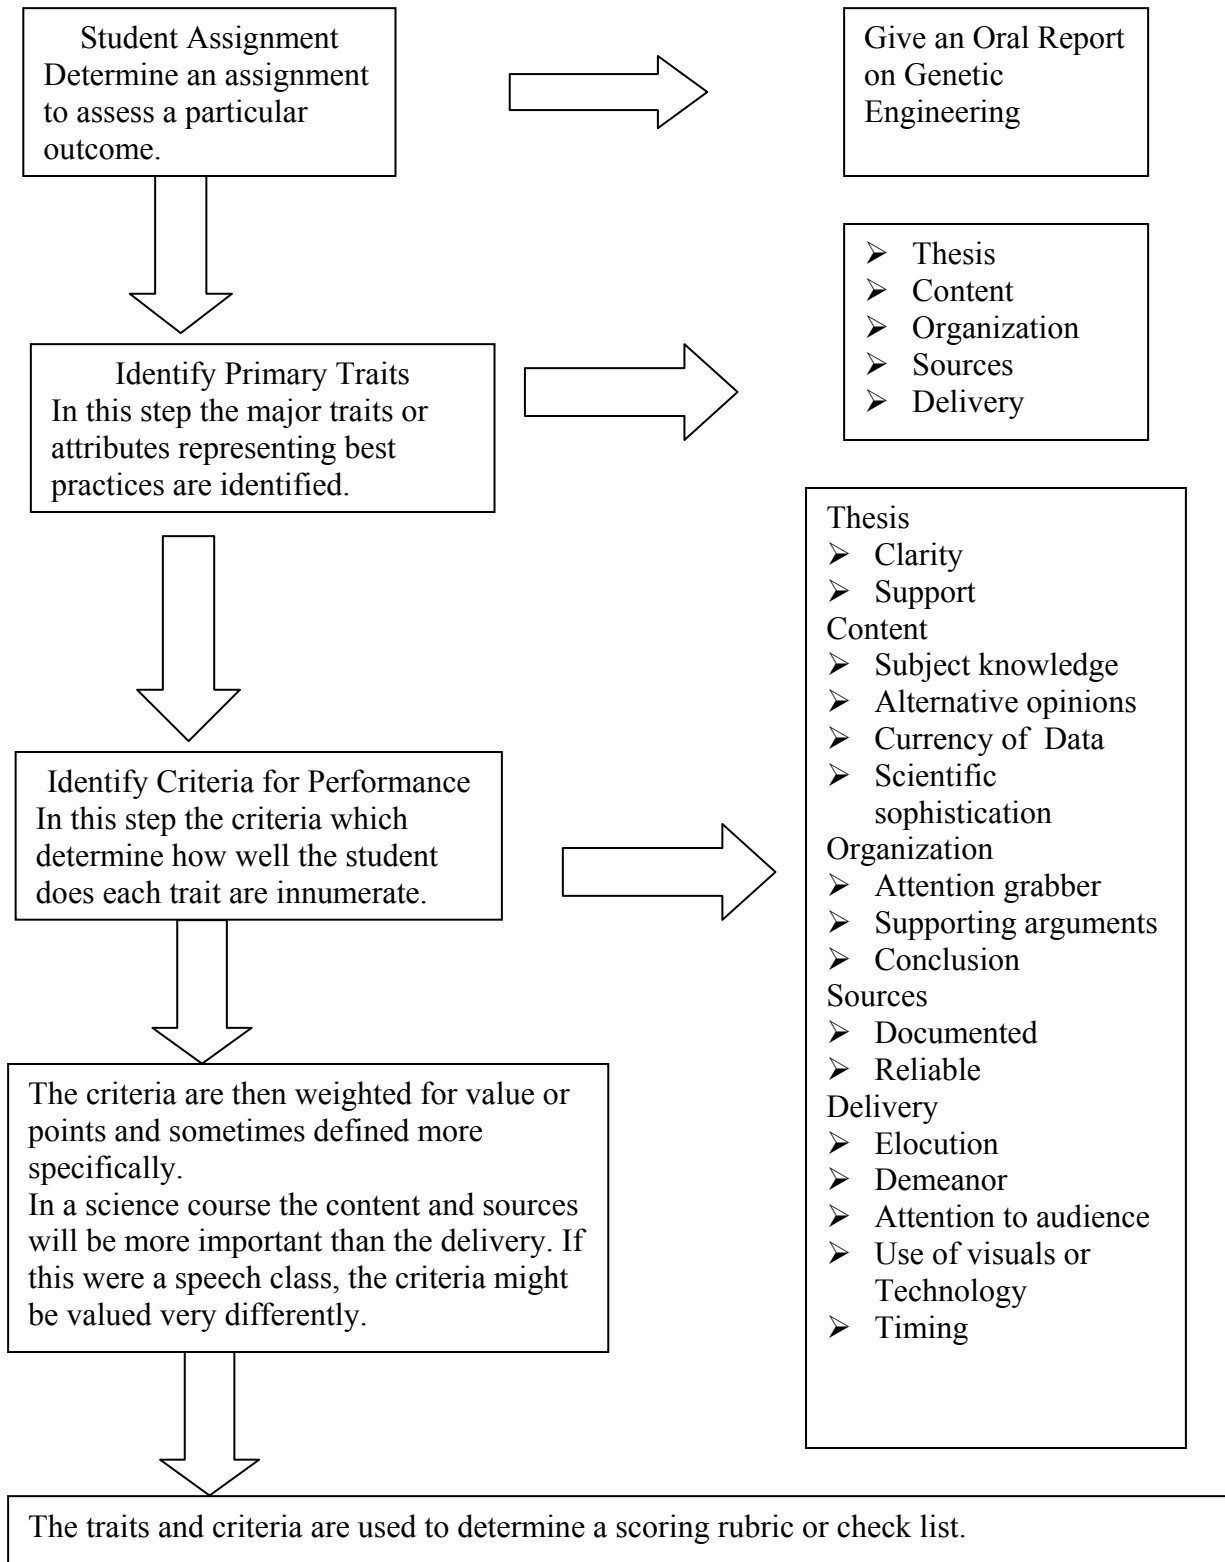 Student Assignment
Determine an assignment
to assess a particular
outcome.
Give an Oral Report
on Genetic
Engineering
➢ Thesis
➢ Content
➢ Organization
➢ Sources
➢ Delivery
Identify Primary Traits
In this step the major traits or
attributes representing best
practices are identified.
Thesis
➢ Clarity
➢ Support
Content
➢ Subject knowledge
➢ Alternative opinions
➢ Currency of  Data
➢ Scientific
sophistication
Organization
➢ Attention grabber
➢ Supporting arguments
➢ Conclusion
Sources
➢ Documented
➢ Reliable
Delivery
➢ Elocution
➢ Demeanor
➢ Attention to audience
➢ Use of visuals or
Technology
➢ Timing
Identify Criteria for Performance
In this step the criteria which
determine how well the student
does each trait are innumerate.
The criteria are then weighted for value or
points and sometimes defined more
specifically.
In a science course the content and sources
will be more important than the delivery. If
this were a speech class, the criteria might
be valued very differently.
The traits and criteria are used to determine a scoring rubric or check list.